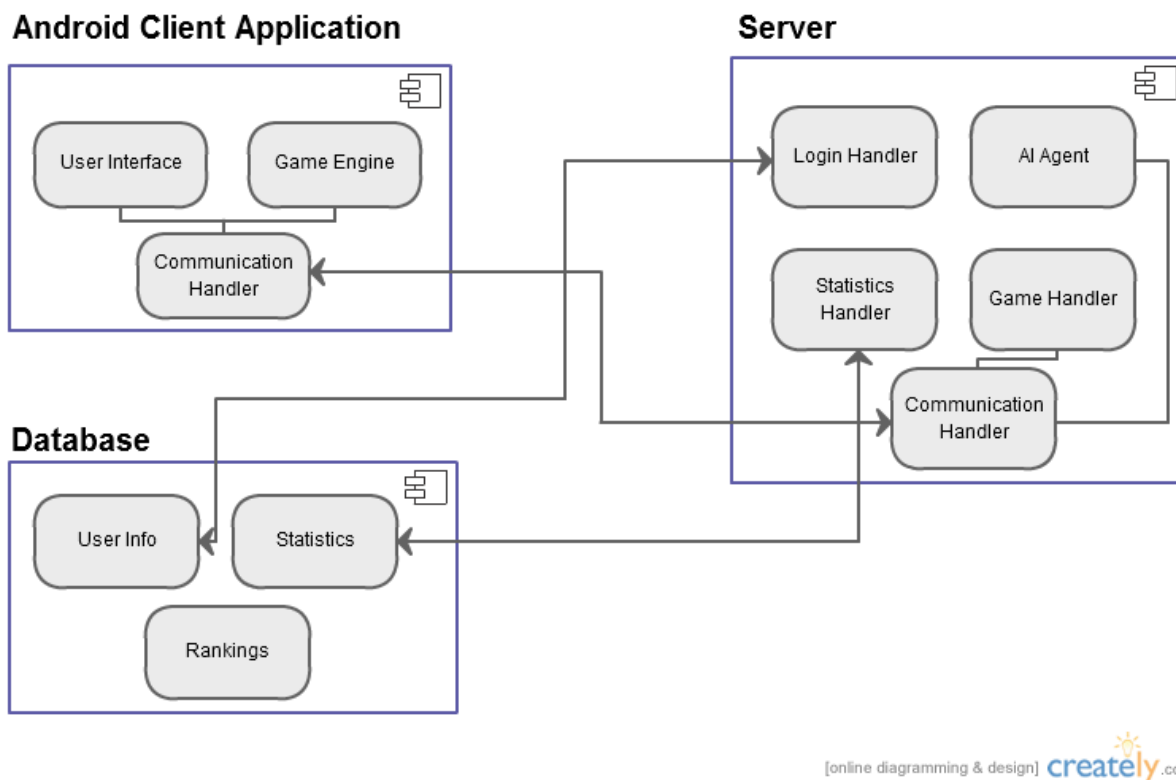 Android Client Application
User Interface
Game Engine
Communication
Handler
Server
Login Handler
AI Agent
Statistics
Handler
Game Handler
Communication
Handler
Database
User Info
Statistics
Rankings
[online diagramming & design] creately.co